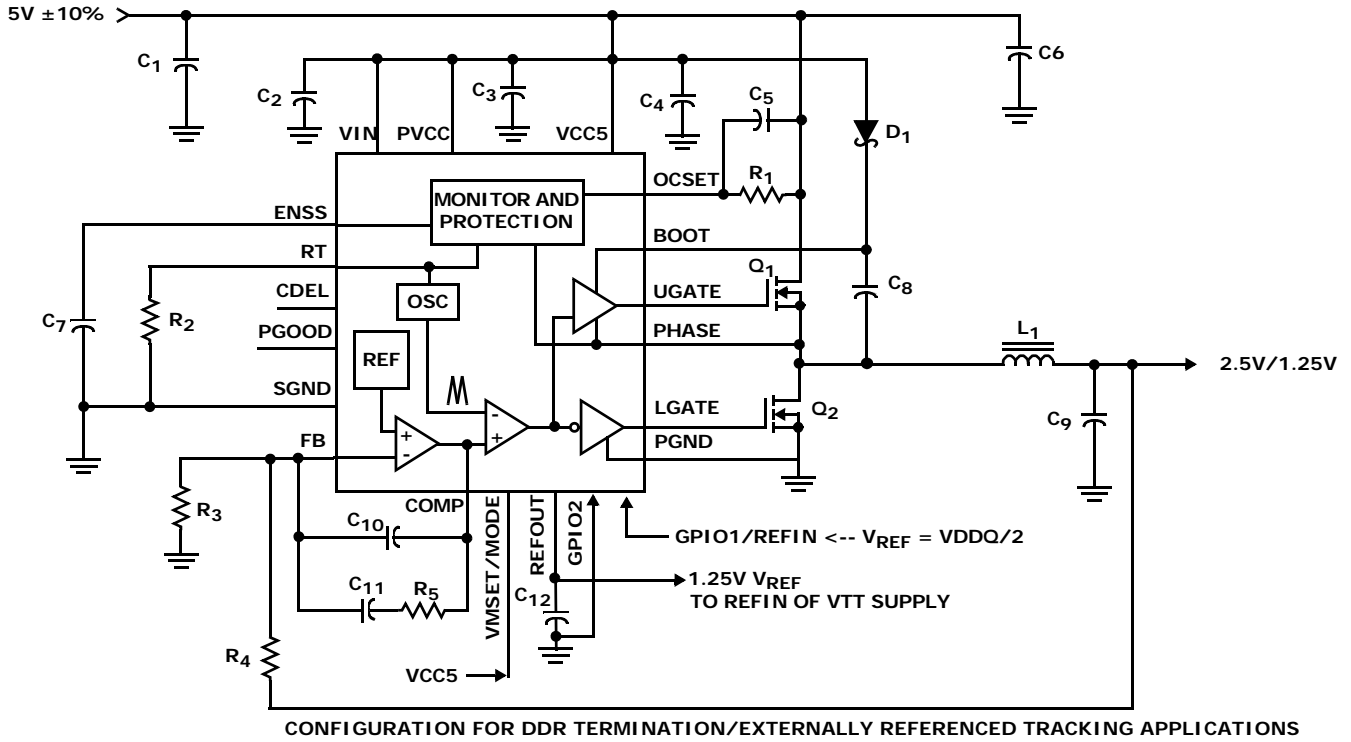 5V ±10%
C1
C6
C2
C3
C4
C5
D1
VIN
PVCC
VCC5
OCSET
R1
MONITOR AND
PROTECTION
ENSS
RT
BOOT
CDEL
OSC
Q1
UGATE
C8
C7
R2
PGOOD
PHASE
L1
REF
2.5V/1.25V
SGND
LGATE
Q2
C9
-
+
FB
+
-
PGND
R3
COMP
VMSET/MODE
REFOUT
GPIO2
C10
GPIO1/REFIN <-- VREF = VDDQ/2
C11
R5
C12
1.25V VREF
TO REFIN OF VTT SUPPLY
R4
VCC5
CONFIGURATION FOR DDR TERMINATION/EXTERNALLY REFERENCED TRACKING APPLICATIONS